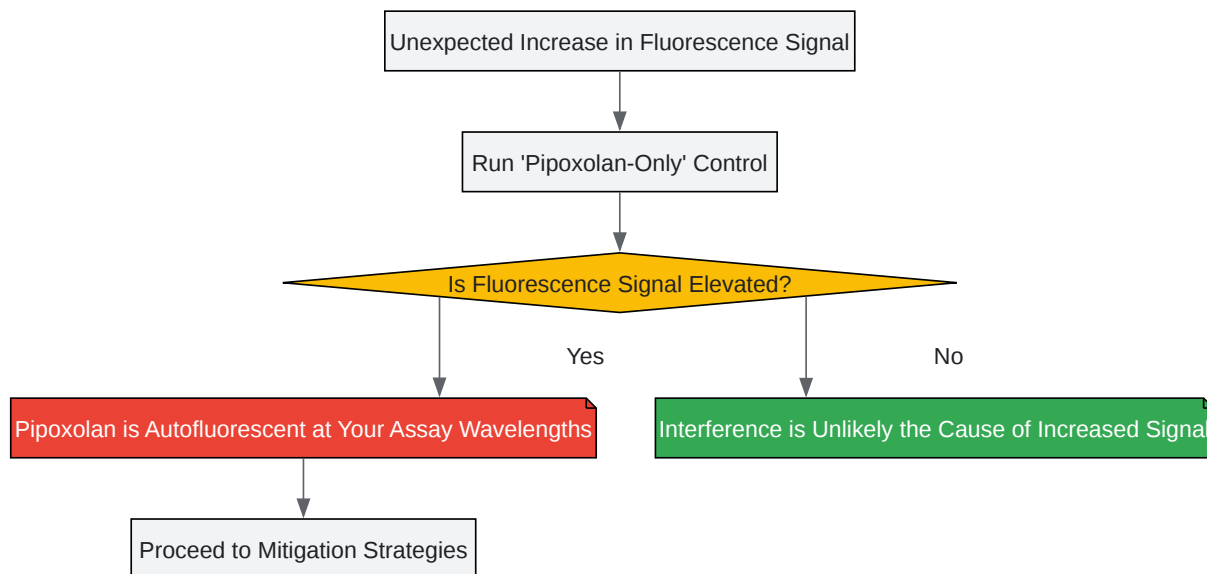 Unexpected Increase in Fluorescence Signal
Run 'Pipoxolan-Only' Control
Is Fluorescence Signal Elevated?
Yes
No
Pipoxolan is Autofluorescent at Your Assay Wavelengths
Interference is Unlikely the Cause of Increased Signal
Proceed to Mitigation Strategies